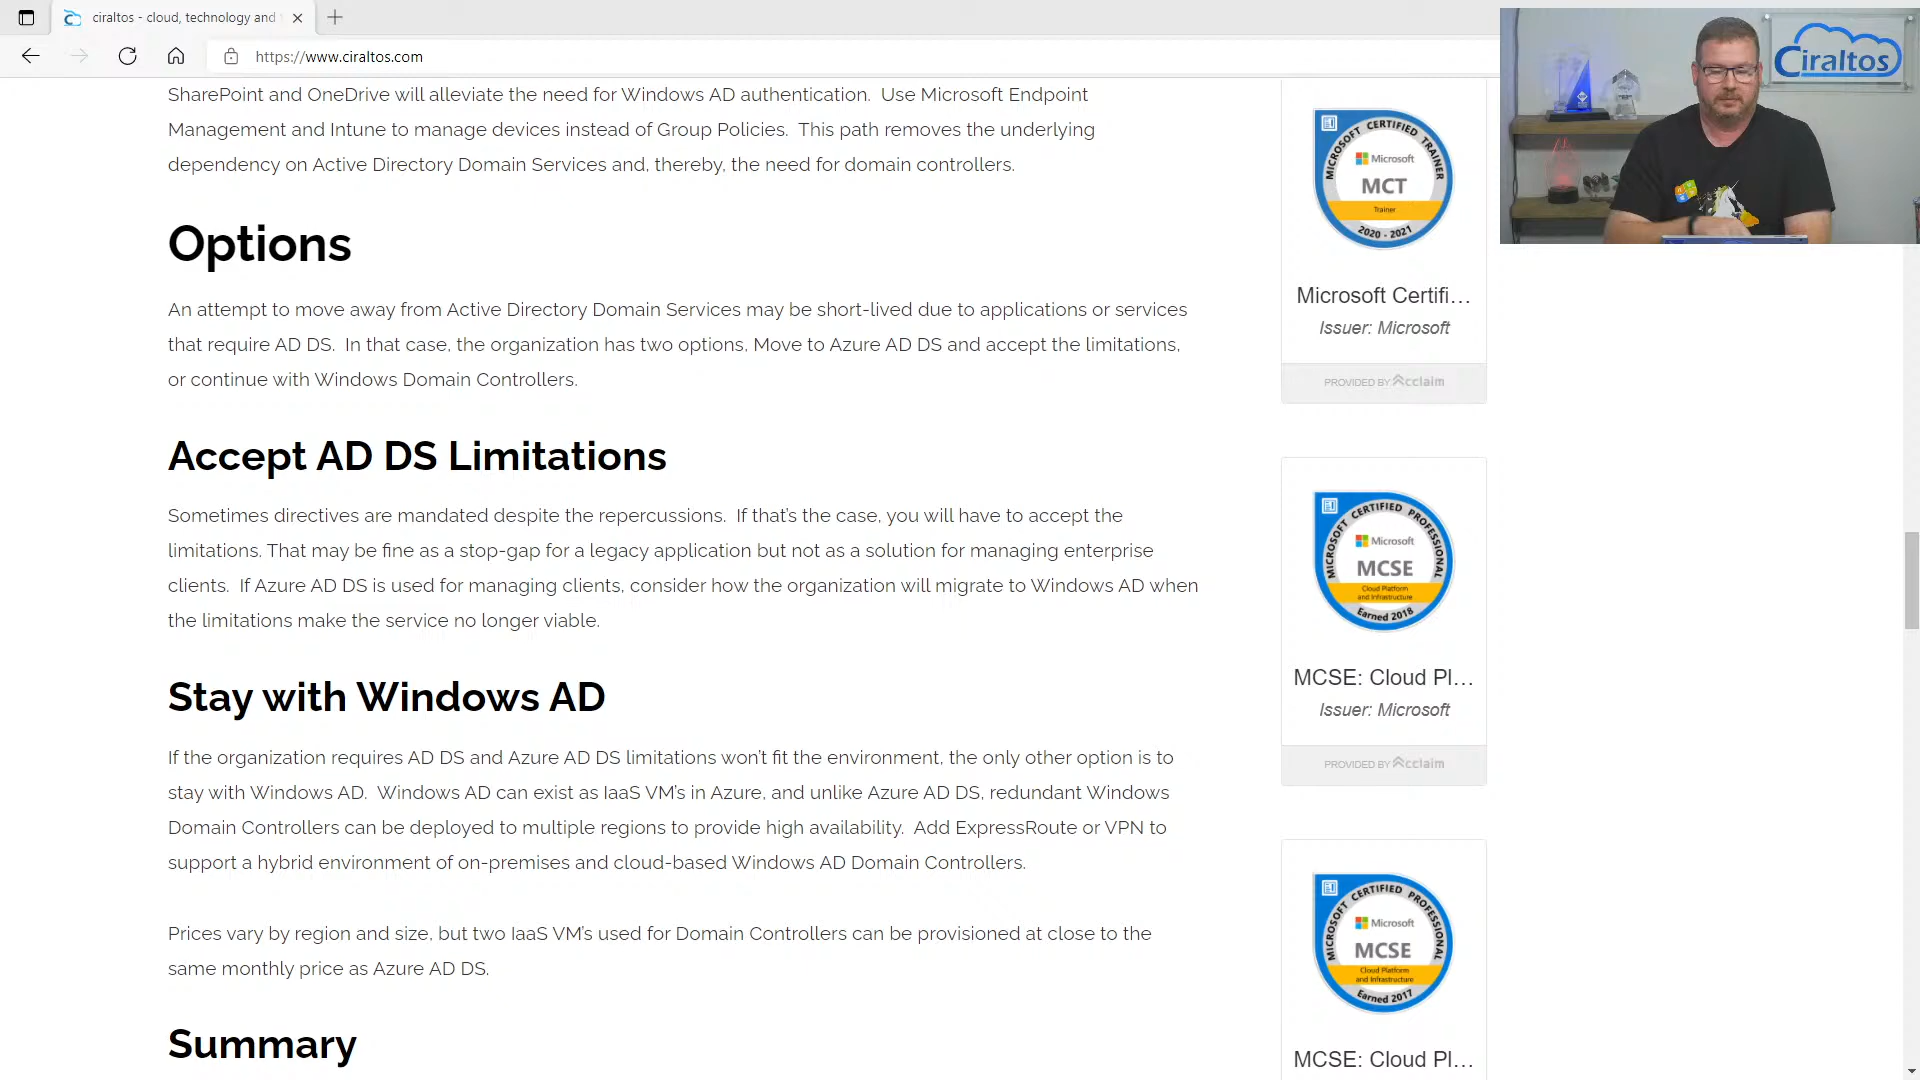 ciraltos - cloud, technology and
https://www.ciraltos.com
SharePoint and OneDrive will alleviate the need for Windows AD authentication.  Use Microsoft Endpoint
Management and Intune to manage devices instead of Group Policies.  This path removes the underlying
dependency on Active Directory Domain Services and, thereby, the need for domain controllers.
Options
An attempt to move away from Active Directory Domain Services may be short-lived due to applications or services
that require AD DS.  In that case, the organization has two options, Move to Azure AD DS and accept the limitations,
or continue with Windows Domain Controllers.
Accept AD DS Limitations
Sometimes directives are mandated despite the repercussions.  If that’s the case, you will have to accept the
limitations. That may be fine as a stop-gap for a legacy application but not as a solution for managing enterprise
clients.  If Azure AD DS is used for managing clients, consider how the organization will migrate to Windows AD when
the limitations make the service no longer viable.
Stay with Windows AD
If the organization requires AD DS and Azure AD DS limitations won’t fit the environment, the only other option is to
stay with Windows AD.  Windows AD can exist as IaaS VM’s in Azure, and unlike Azure AD DS, redundant Windows
Domain Controllers can be deployed to multiple regions to provide high availability.  Add ExpressRoute or VPN to
support a hybrid environment of on-premises and cloud-based Windows AD Domain Controllers.
Prices vary by region and size, but two IaaS VM’s used for Domain Controllers can be provisioned at close to the
same monthly price as Azure AD DS.
Summary
MICROSOFT CERTIFIED TRAINER
Microsoft
MCT
Trainer
2020 - 2021
Microsoft Certifi...
Issuer: Microsoft
PROVIDED BY Acclaim
MICROSOFT CERTIFIED PROFESSIONAL
Microsoft
MCSE
Cloud Platform
and Infrastructure
Earned 2018
MCSE: Cloud Pl...
Issuer: Microsoft
PROVIDED BY Acclaim
MICROSOFT CERTIFIED PROFESSIONAL
Microsoft
MCSE
Cloud Platform
and Infrastructure
Earned 2017
MCSE: Cloud Pl...
Ciraltos